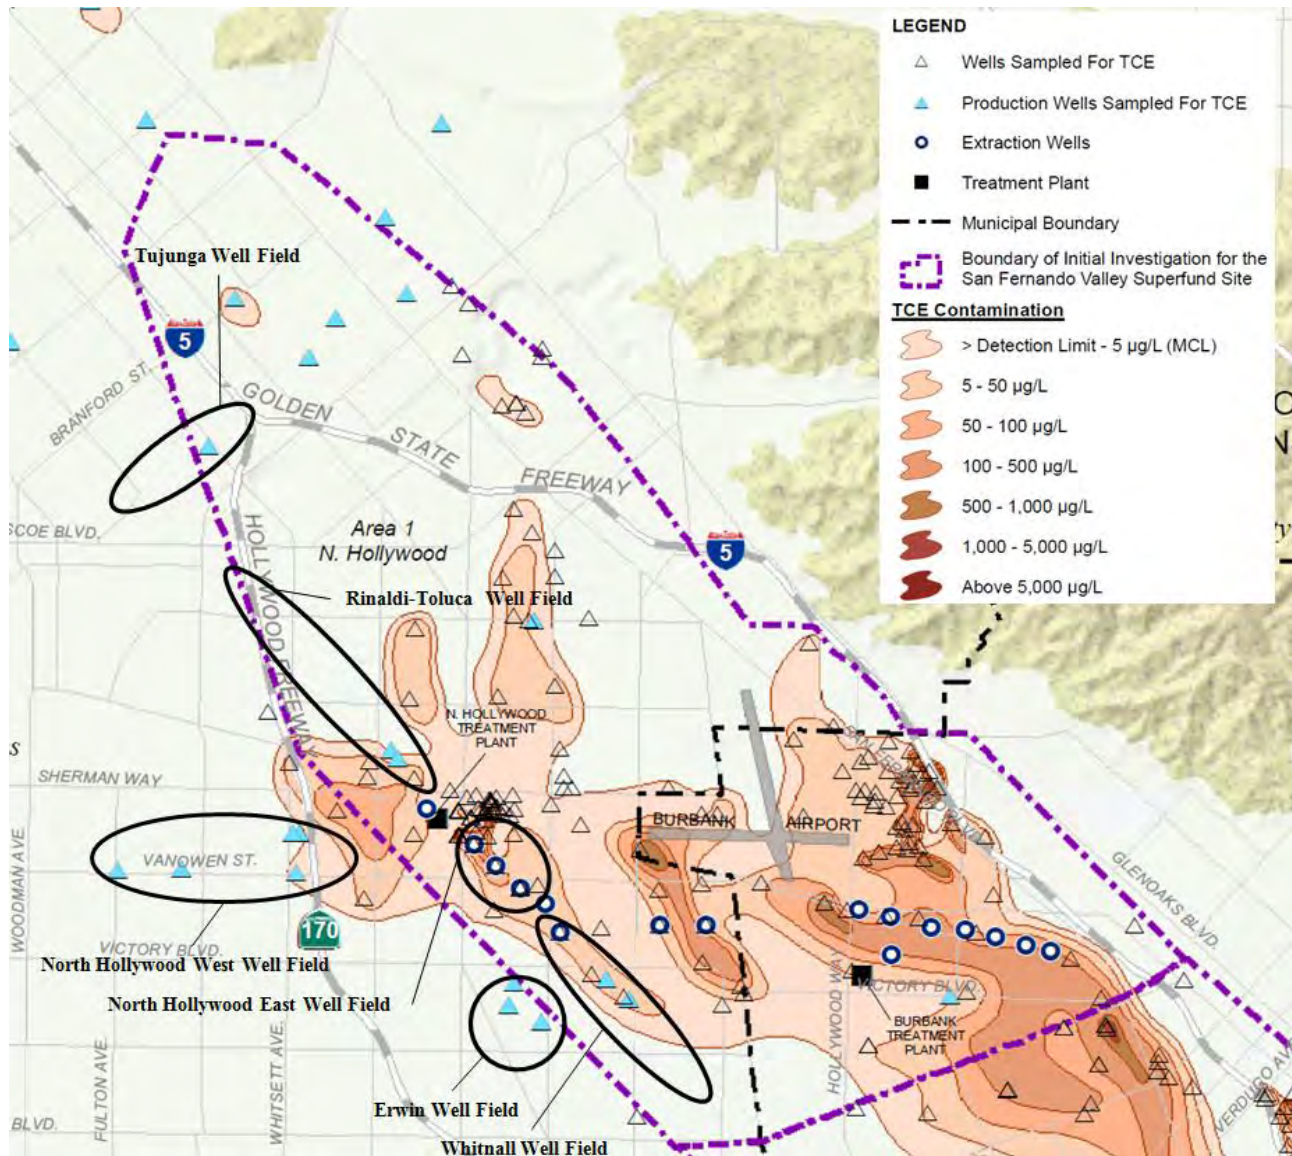 LEGEND
Wells Sampled For TCE
Production Wells Sampled For TCE
Extraction Wells
Treatment Plant
Municipal Boundary
Boundary of Initial Investigation for the
San Fernando Valley Superfund Site
TCE Contamination
> Detection Limit - 5 µg/L (MCL)
5 - 50 µg/L
50 - 100 µg/L
100 - 500 µg/L
500 - 1,000 µg/L
1,000 - 5,000 µg/L
Above 5,000 µg/L
Tujunga Well Field
5
BRANFORD ST.
GOLDEN
STATE
FREEWAY
SCOE BLVD.
Area 1
N. Hollywood
5
HOLLYWOOD FREEWAY
Rinaldi-Toluca Well Field
N. HOLLYWOOD
TREATMENT
PLANT
SHERMAN WAY
BURBANK
AIRPORT
VANOWEN ST.
GLENOAKS BLVD.
WOODMAN AVE.
170
VICTORY BLVD.
North Hollywood West Well Field
North Hollywood East Well Field
HOLLYWOOD WAY
VICTORY BLVD.
BURBANK
TREATMENT
PLANT
FULTON AVE.
WHITSETT AVE.
Erwin Well Field
Whitnall Well Field
VERDUGO AVE
BLVD.